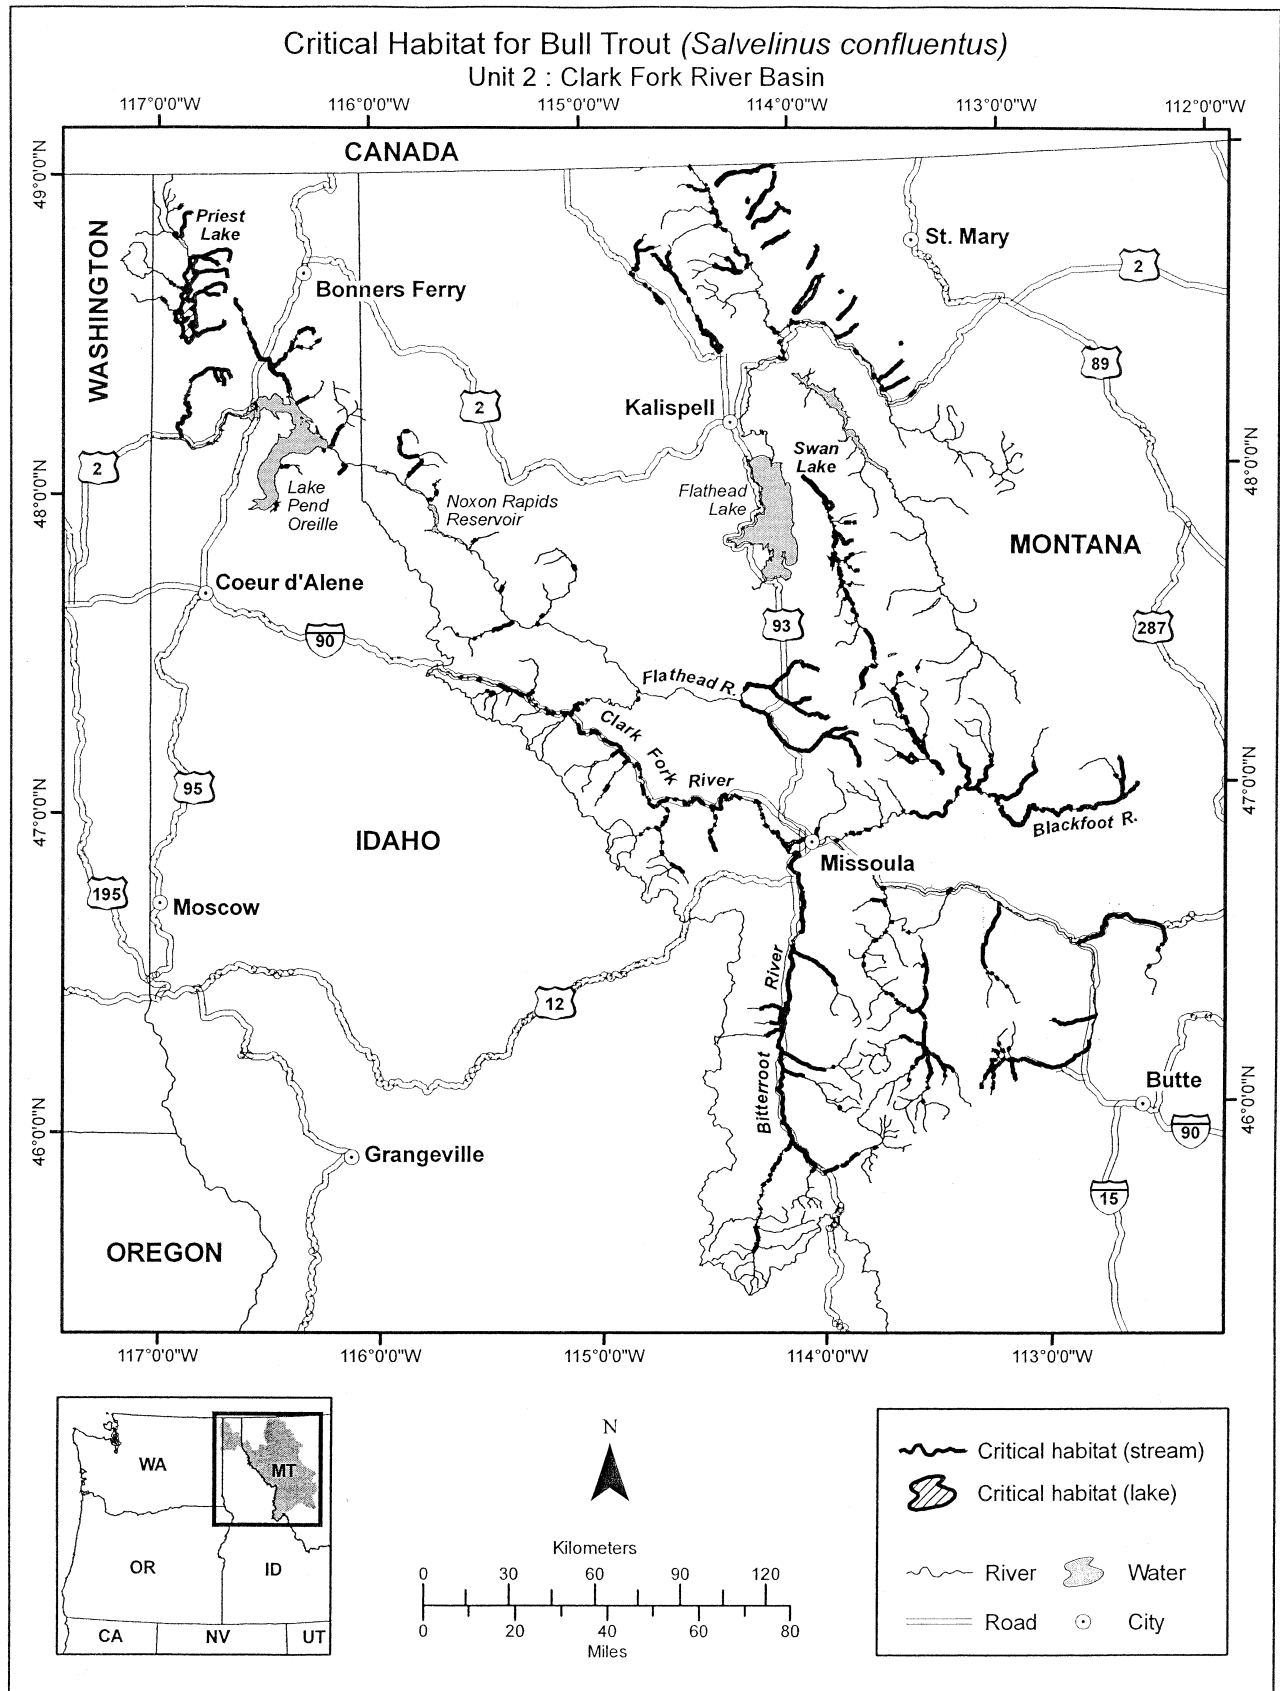 Critical Habitat for Bull Trout (Salvelinus confluentus)
Unit 2 : Clark Fork River Basin
117°0'0"W
116°0'0"W
115°0'0"W
114°0'0"W
113°0'0"W
112°0'0"W
49°0'0"N
48°0'0"N
47°0'0"N
46°0'0"N
CANADA
WASHINGTON
Priest
Lake
Bonners Ferry
St. Mary
2
89
2
Kalispell
2
Swan
Lake
Lake
Pend
Oreille
Noxon Rapids
Reservoir
Flathead
Lake
MONTANA
Coeur d'Alene
90
93
287
Flathead R.
Clark
Fork
River
95
IDAHO
Blackfoot R.
Missoula
195
Moscow
12
River
Bitterroot
Butte
90
Grangeville
15
OREGON
48°0'0"N
47°0'0"N
46°0'0"N
117°0'0"W
116°0'0"W
115°0'0"W
114°0'0"W
113°0'0"W
WA
MT
OR
ID
CA
NV
UT
N
Kilometers
0 30 60 90 120
0 20 40 60 80
Miles
Critical habitat (stream)
Critical habitat (lake)
River
Water
Road
City